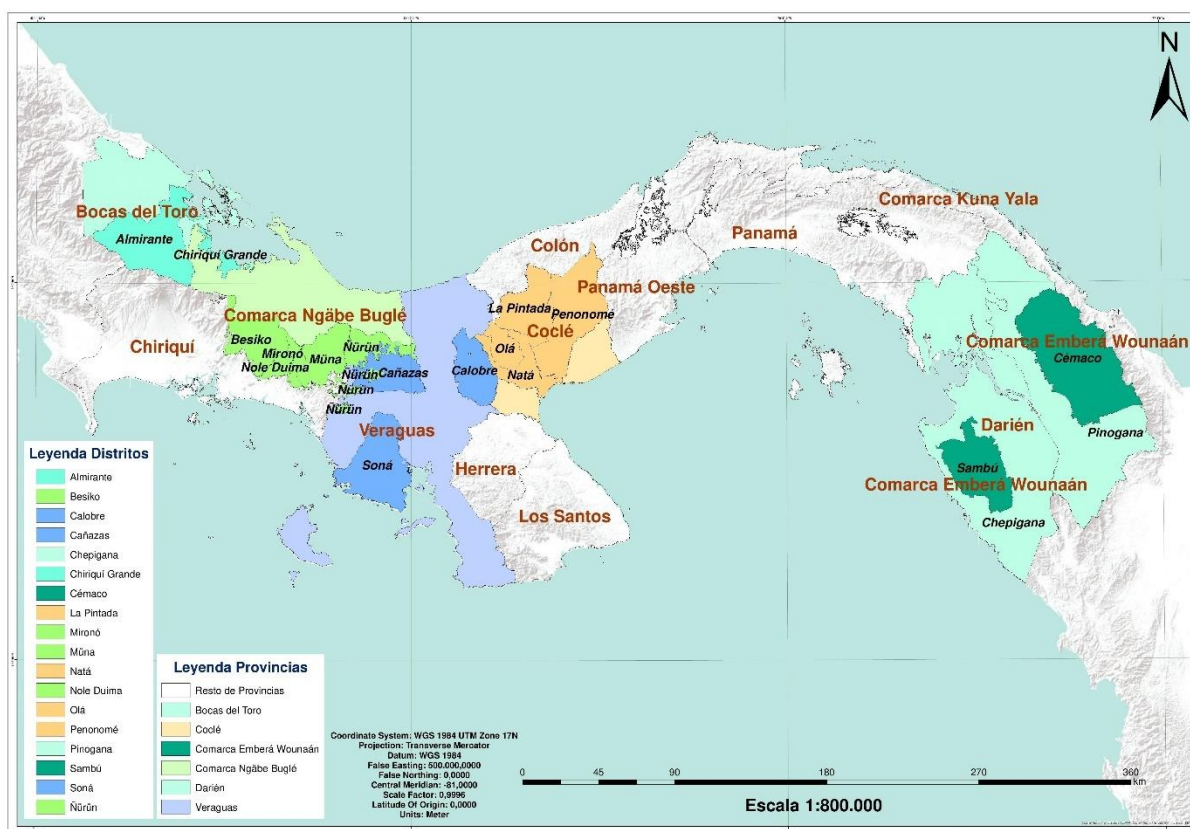 N
Comarca Kuna Yala
Bocas del Toro
Almirante
Chiriquí Grande
Colón
Panamá
Panamá Oeste
La Pintada
Penonomé
Comarca Ngäbe Buglé
Coclé
Besiko
Chiriquí
Mironó
Ñürün
Olá
Comarca Emberá Wounaán
Cémaco
Nole Duima
Müna
Ñürün
Cañazas
Calobre
Natá
Ñürün
Ñürün
Veraguas
Darién
Pinogana
Soná
Herrera
Sambú
Comarca Emberá Wounaán
Los Santos
Chepigana
Leyenda Distritos
Almirante
Besiko
Calobre
Cañazas
Chepigana
Chiriquí Grande
Cémaco
La Pintada
Mironó
Müna
Natá
Nole Duima
Olá
Penonomé
Pinogana
Sambú
Soná
Ñürün
Leyenda Provincias
Resto de Provincias
Bocas del Toro
Coclé
Comarca Emberá Wounaán
Comarca Ngäbe Buglé
Darién
Veraguas
Coordinate System: WGS 1984 UTM Zone 17N
Projection: Transverse Mercator
Datum: WGS 1984
False Easting: 500.000,0000
False Northing: 0,0000
Central Meridian: -81,0000
Scale Factor: 0,9996
Latitude Of Origin: 0,0000
Units: Meter
0 45 90 180 270 360
km
Escala 1:800.000